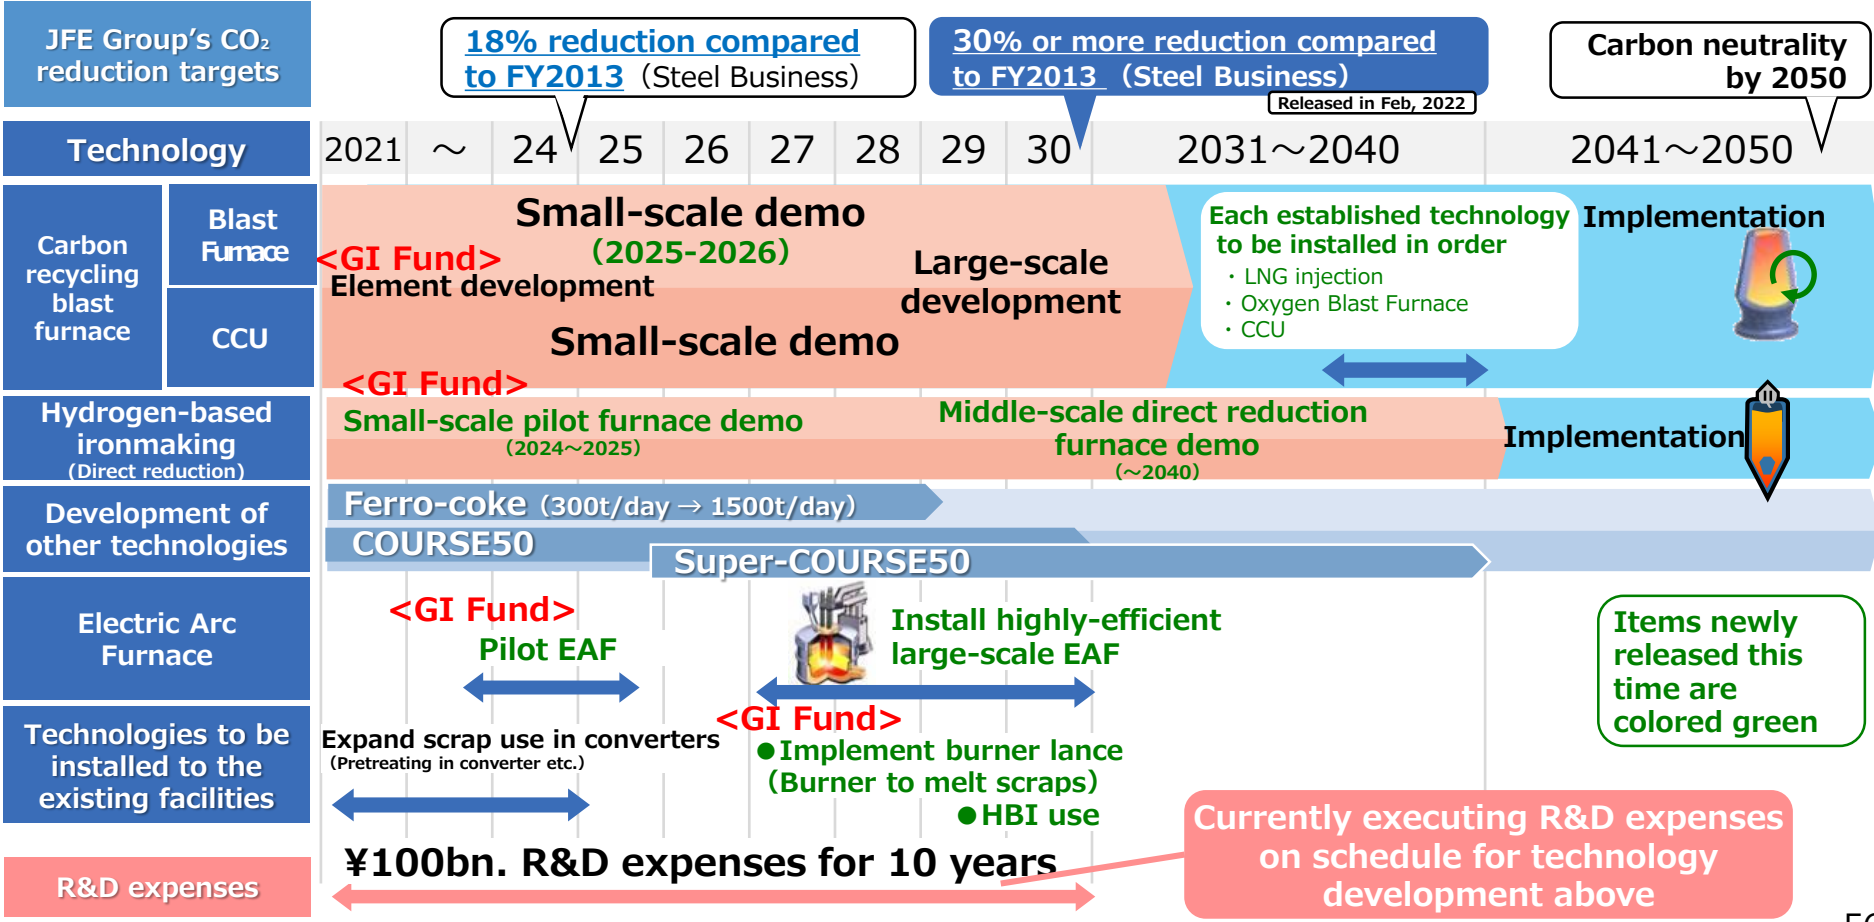 JFE Group's CO₂
reduction targets
18% reduction compared
to FY2013（Steel Business）
30% or more reduction compared
to FY2013 （Steel Business）
Released in Feb, 2022
Carbon neutrality
by 2050
Technology
2021 ～ 24 25 26 27 28 29 30 2031～2040 2041～2050
Carbon
recycling
blast
furnace
Blast
Furnace
CCU
Small-scale demo
（2025-2026）
<GI Fund>
Element development
Large-scale
development
Small-scale demo
Each established technology
to be installed in order
・ LNG injection
・ Oxygen Blast Furnace
・ CCU
Implementation
<GI Fund>
Hydrogen-based
ironmaking
(Direct reduction)
Small-scale pilot furnace demo
（2024～2025）
Middle-scale direct reduction
furnace demo
（～2040）
Implementation
Development of
other technologies
Ferro-coke（300t/day → 1500t/day）
COURSE50
Super-COURSE50
Electric Arc
Furnace
<GI Fund>
Pilot EAF
Install highly-efficient
large-scale EAF
Items newly
released this
time are
colored green
Technologies to be
installed to the
existing facilities
Expand scrap use in converters
（Pretreating in converter etc.）
<GI Fund>
●Implement burner lance
（Burner to melt scraps）
●HBI use
R&D expenses
¥100bn. R&D expenses for 10 years
Currently executing R&D expenses
on schedule for technology
development above